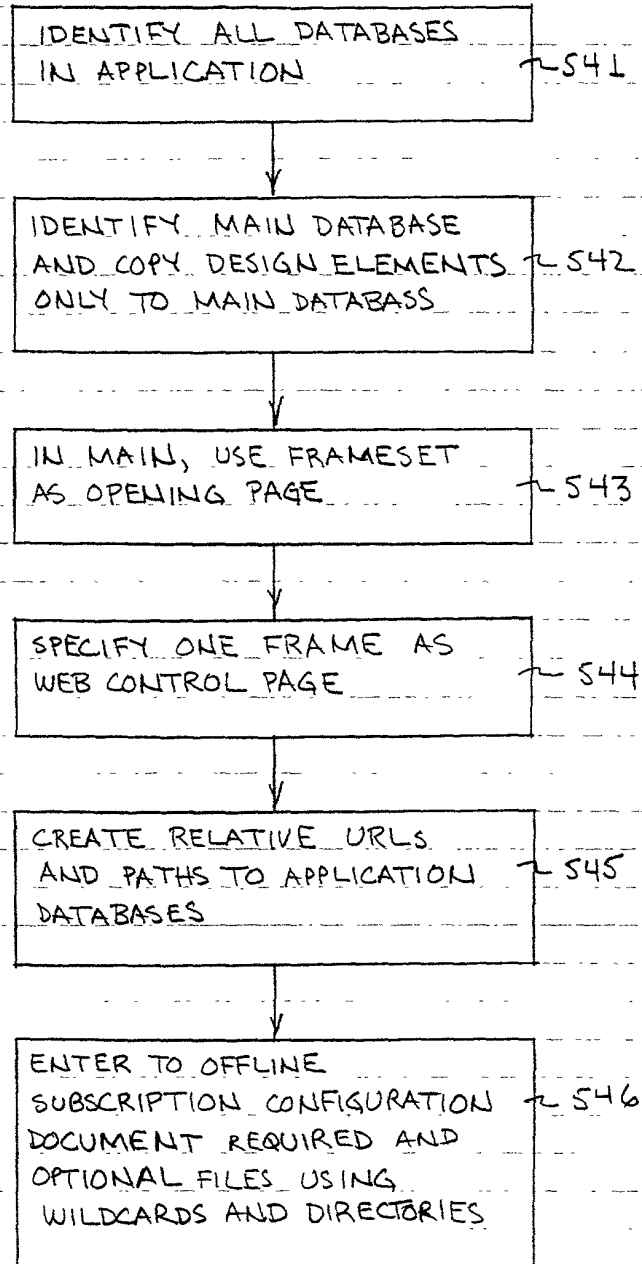 IDENTIFY ALL DATABASES
IN APPLICATION
541
IDENTIFY MAIN DATABASE
AND COPY DESIGN ELEMENTS
ONLY TO MAIN DATABASS
542
IN MAIN, USE FRAMESET
AS OPENING PAGE
543
SPECIFY ONE FRAME AS
WEB CONTROL PAGE
544
CREATE RELATIVE URLS
AND PATHS TO APPLICATION
DATABASES
545
ENTER TO OFFLINE
SUBSCRIPTION CONFIGURATION
DOCUMENT REQUIRED AND
OPTIONAL FILES USING
WILDCARDS AND DIRECTORIES
546